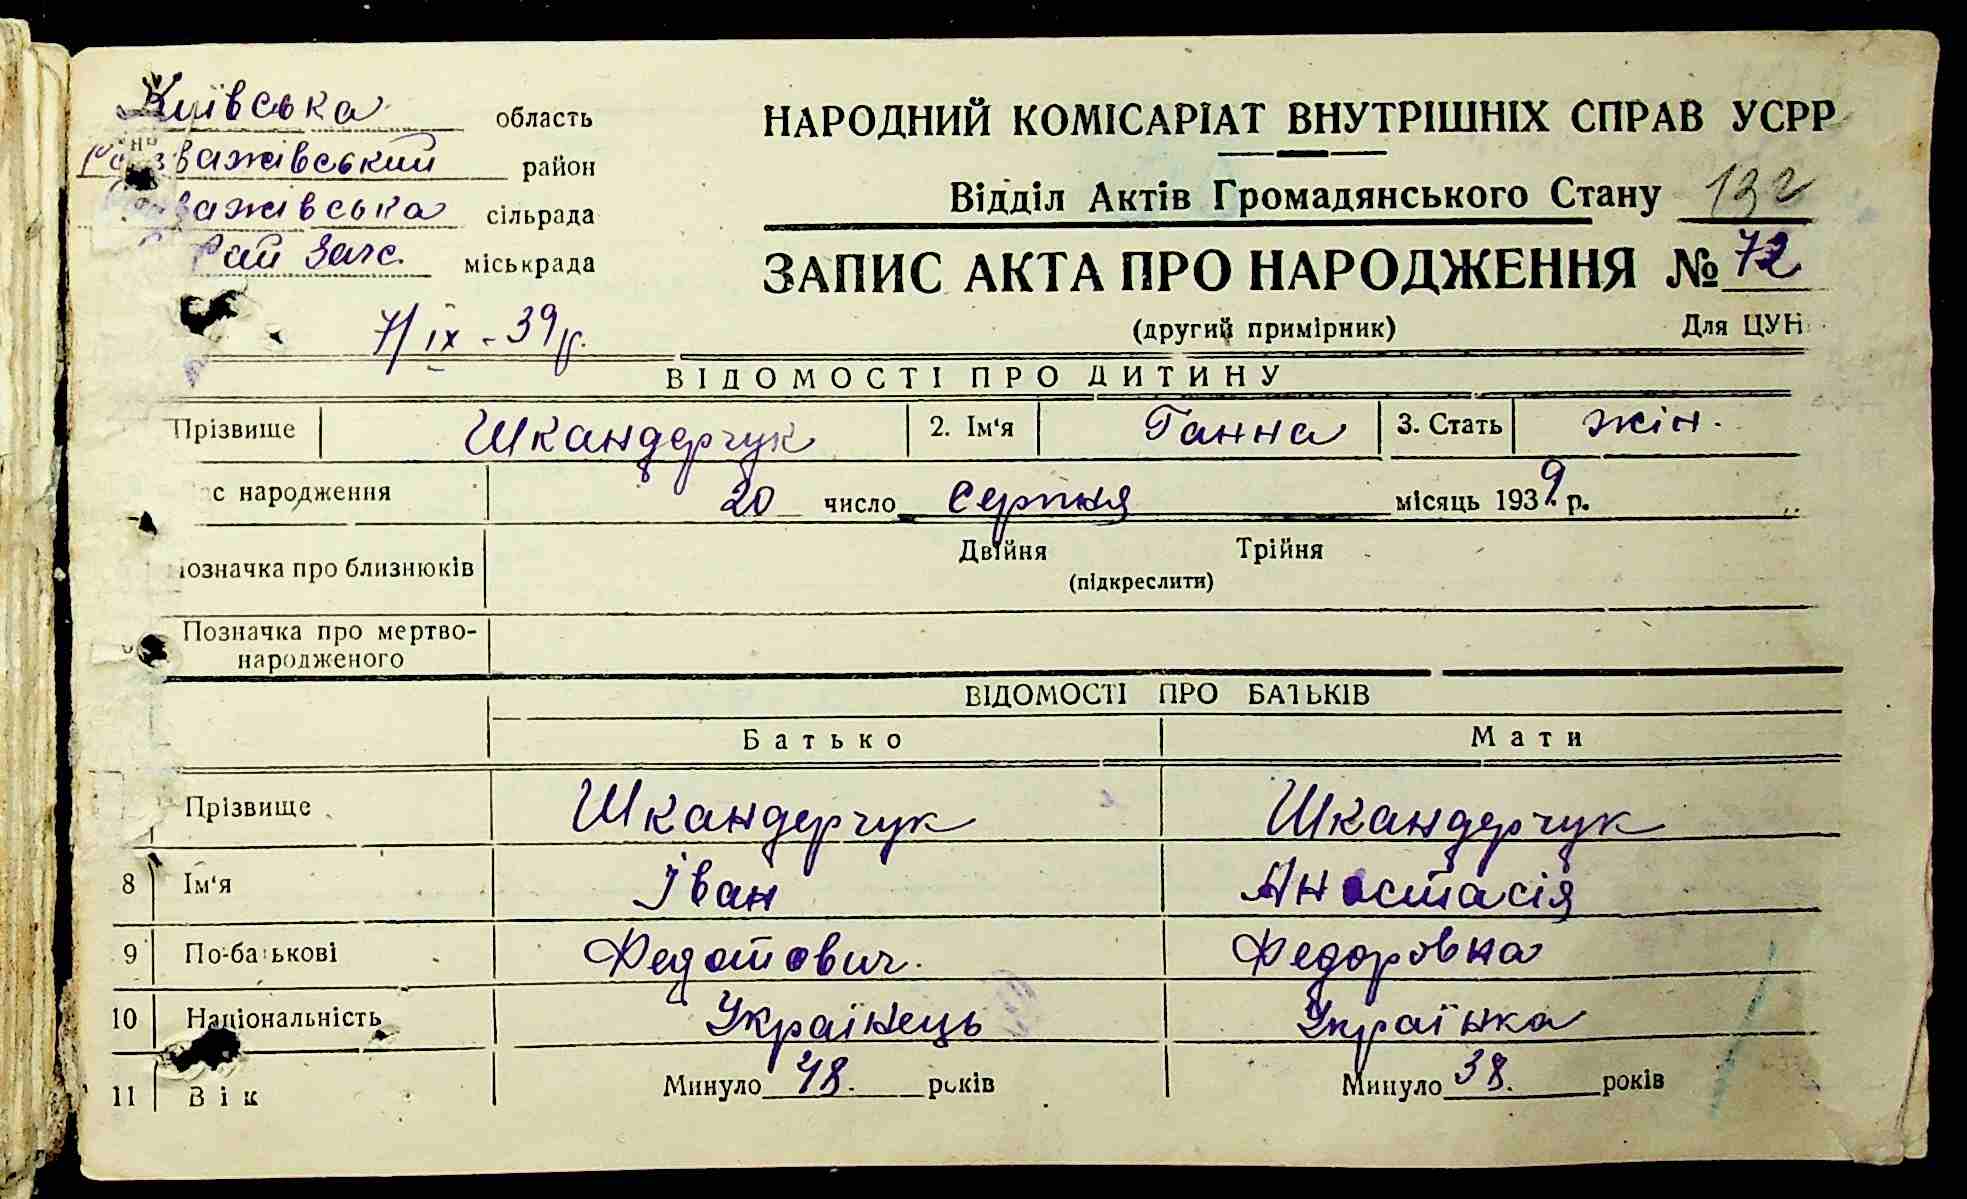 Київська область
Розважівський район
Розважівська сільрада
Рай Загс. міськрада
7/IX - 39 р.
НАРОДНИЙ КОМІСАРІАТ ВНУТРІШНІХ СПРАВ УСРР
Відділ Актів Громадянського Стану 132
ЗАПИС АКТА ПРО НАРОДЖЕННЯ № 72
(другий примірник) Для ЦУН
ВІДОМОСТІ ПРО ДИТИНУ
Прізвище Шкандерчук 2. Ім'я Ганна 3. Стать жін.
с народження 20 число Серпня місяць 1939 р.
Позначка про близнюків Двійня Трійня
(підкреслити)
Позначка про мертво-
народженого
ВІДОМОСТІ ПРО БАТЬКІВ
Батько Мати
Прізвище Шкандерчук Шкандерчук
8 Ім'я Іван Анастасія
9 По-батькові Федотович. Федоровна
10 Національність Українець Українка
11 Вік Минуло 48. років Минуло 38. років